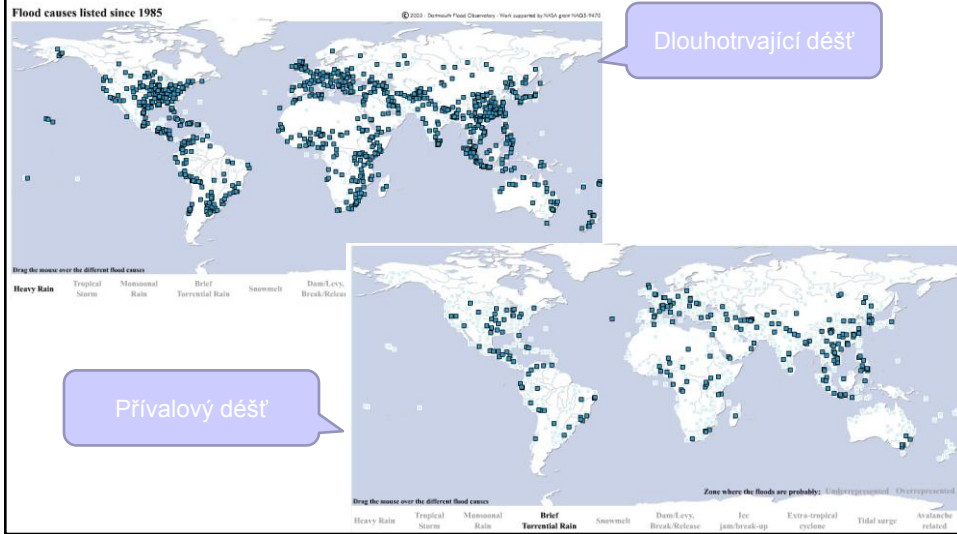 Flood causes listed since 1985
© 2003 - Dartmouth Flood Observatory - Work supported by NASA grant NAG5-9470
Dlouhotrvající déšť
Drag the mouse over the different flood causes
Heavy Rain
Tropical
Storm
Monsoonal
Rain
Brief
Torrential Rain
Snowmelt
Dam/Levy,
Break/Releas
Přívalový déšť
Zone where the floods are probably: Underrepresented Overrepresented
Drag the mouse over the different flood causes
Heavy Rain
Tropical
Storm
Monsoonal
Rain
Brief
Torrential Rain
Snowmelt
Dam/Levy,
Break/Release
Ice
jam/break-up
Extra-tropical
cyclone
Tidal surge
Avalanche
related